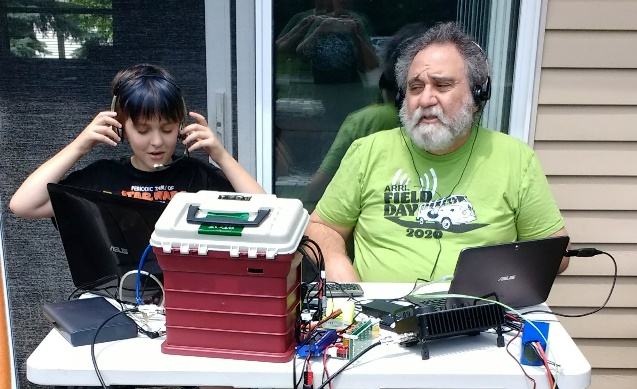 PERIODIC TABLE OF
STAR WARS
ARRL
FIELD
DAY
2020
ASUS
ASUS